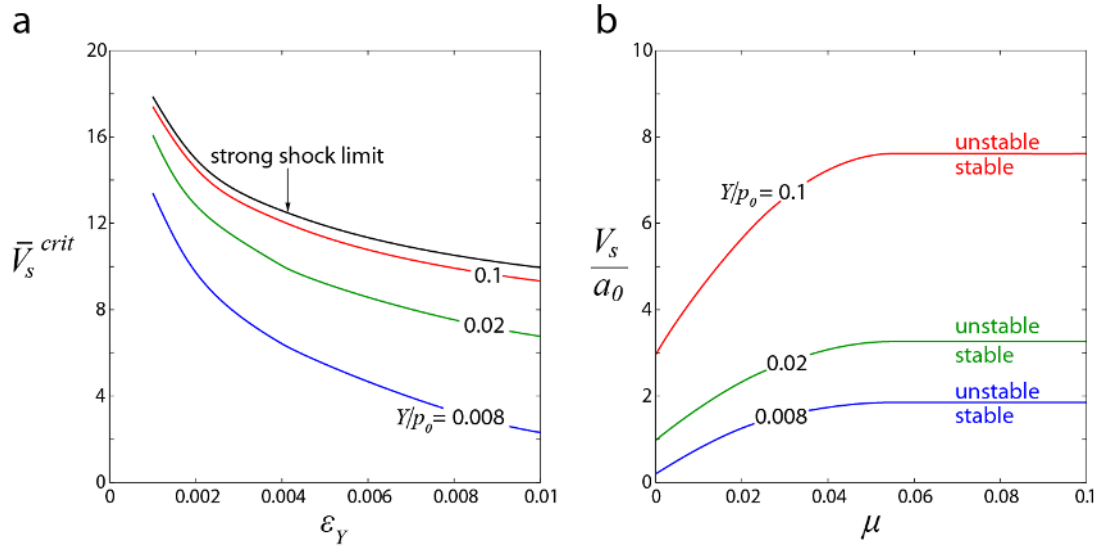 a
20
16
12
8
4
0
V̄ₛ ᶜʳⁱᵗ
strong shock limit
0.1
0.02
Y/p₀= 0.008
0 0.002 0.004 0.006 0.008 0.01
ε_Y
b
10
8
6
4
2
0
Vₛ
a₀
Y/p₀= 0.1
unstable
stable
0.02
unstable
stable
0.008
unstable
stable
0 0.02 0.04 0.06 0.08 0.1
μ